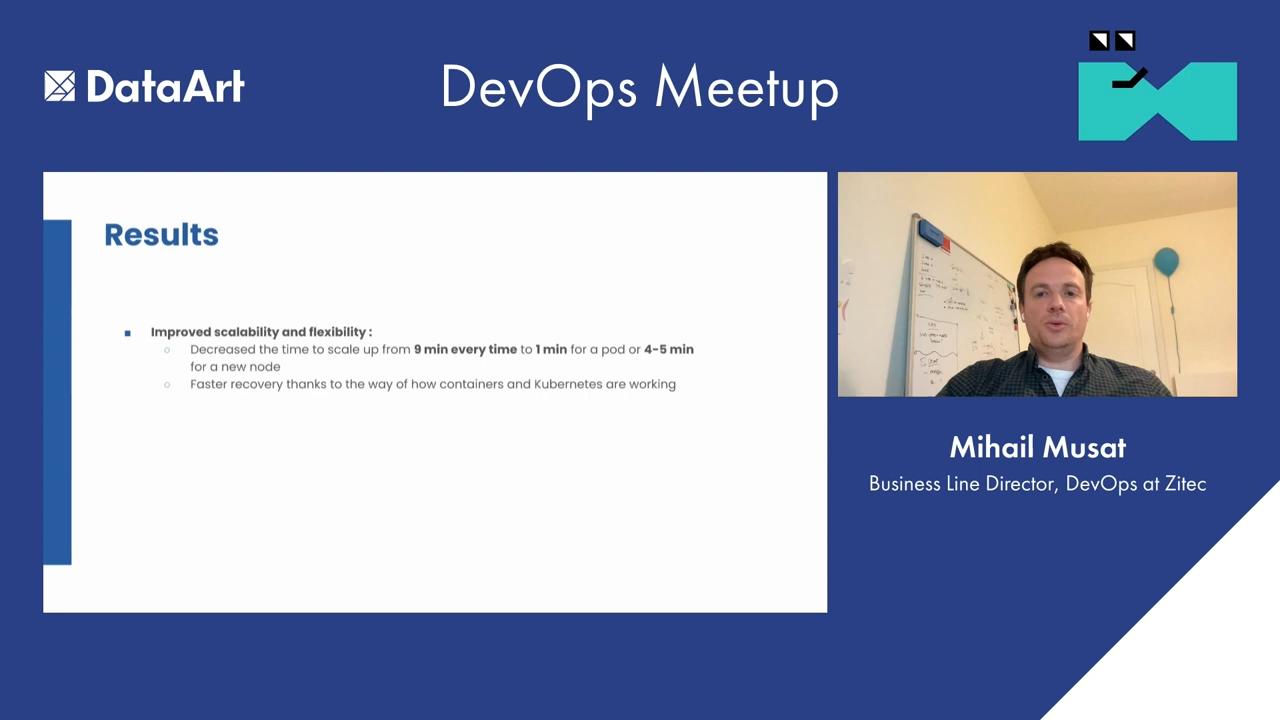 DataArt
DevOps Meetup
Results
Improved scalability and flexibility :
Decreased the time to scale up from 9 min every time to 1 min for a pod or 4-5 min
for a new node
Faster recovery thanks to the way of how containers and Kubernetes are working
Mihail Musat
Business Line Director, DevOps at Zitec